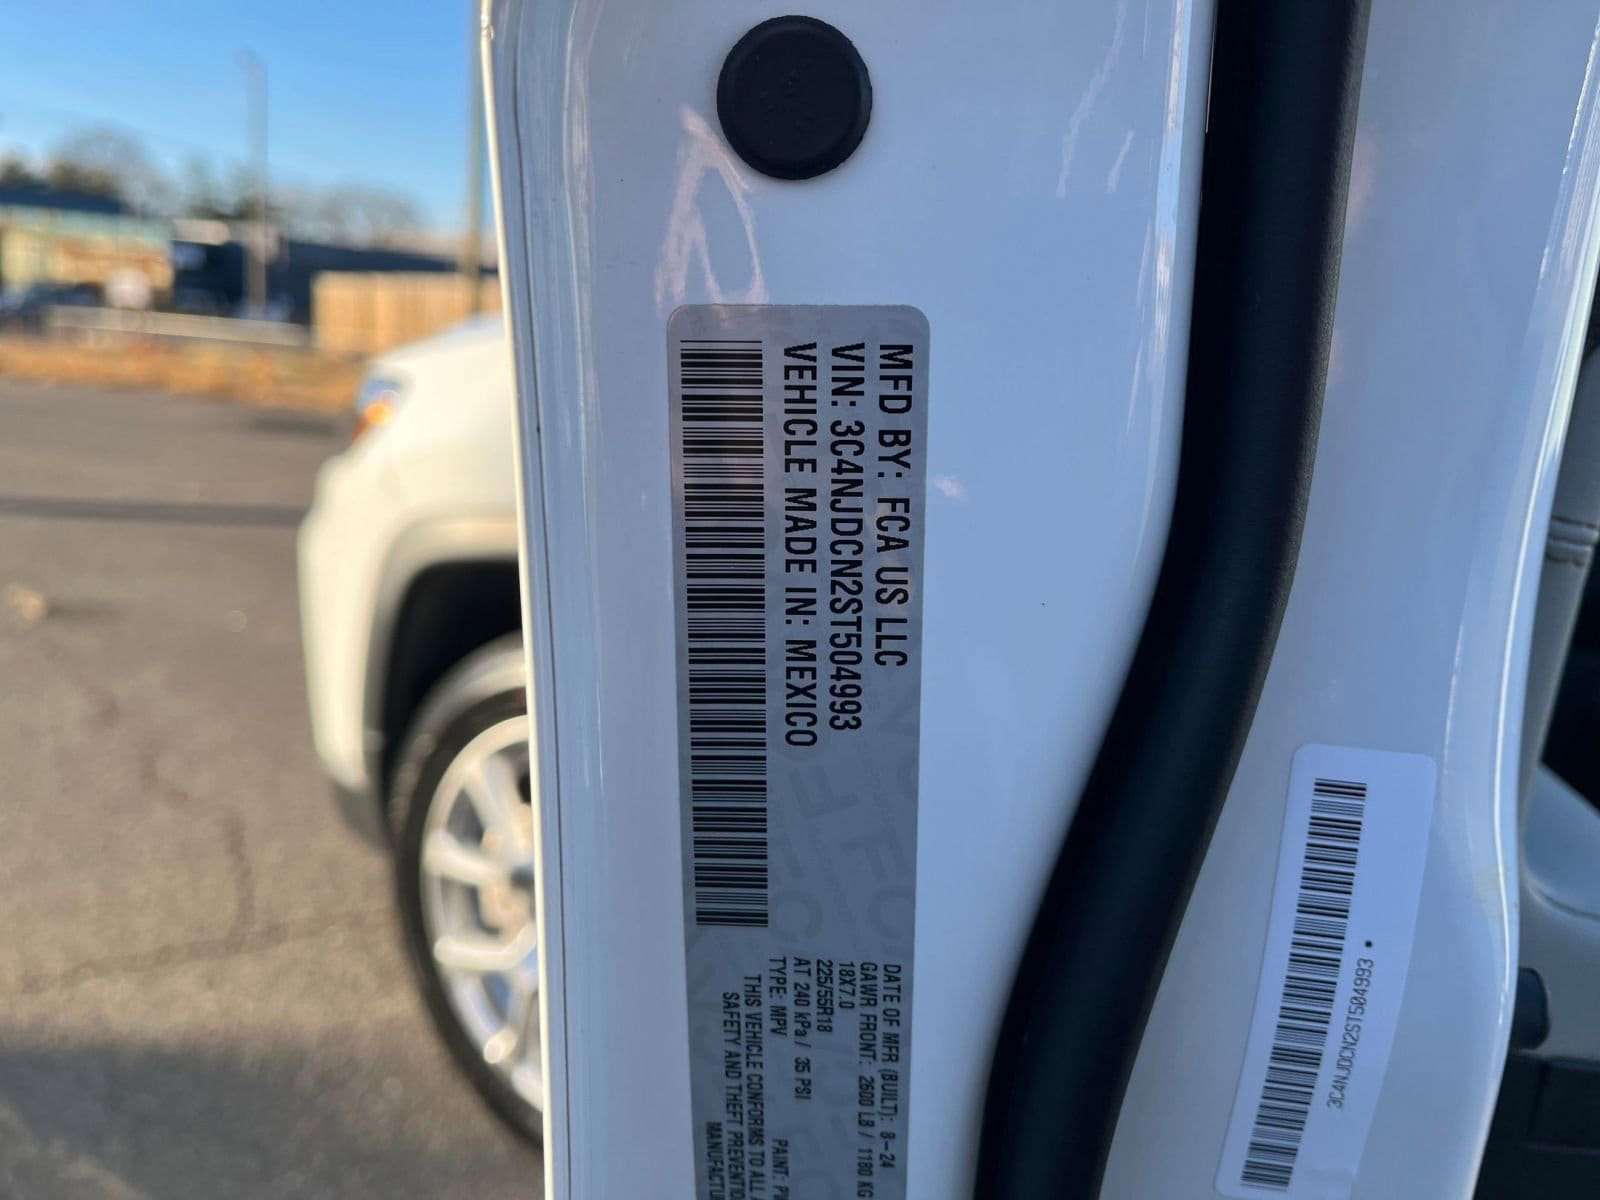 MFD BY: FCA US LLC
VIN: 3C4NJDCN2ST504993
VEHICLE MADE IN: MEXICO
DATE OF MFR (BUILT): 8-24
GAWR FRONT: 2600 LB / 1180 KG
18X7.0
225/55R18
AT 240 kPa / 35 PSI
TYPE: MPV PAINT:
THIS VEHICLE CONFORMS TO ALL
SAFETY AND THEFT
3C4NJDCN2ST504993